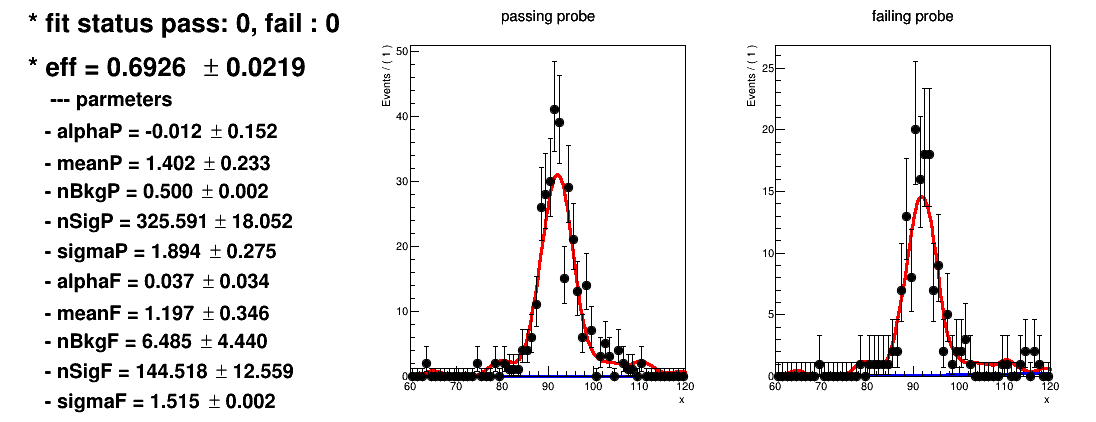 * fit status pass: 0, fail : 0
* eff = 0.6926 ± 0.0219
--- parmeters
- alphaP = -0.012 ± 0.152
- meanP = 1.402 ± 0.233
- nBkgP = 0.500 ± 0.002
- nSigP = 325.591 ± 18.052
- sigmaP = 1.894 ± 0.275
- alphaF = 0.037 ± 0.034
- meanF = 1.197 ± 0.346
- nBkgF = 6.485 ± 4.440
- nSigF = 144.518 ± 12.559
- sigmaF = 1.515 ± 0.002
passing probe
Events / ( 1 )
50
40
30
20
10
0
60 70 80 90 100 110 120
x
failing probe
Events / ( 1 )
25
20
15
10
5
0
60 70 80 90 100 110 120
x